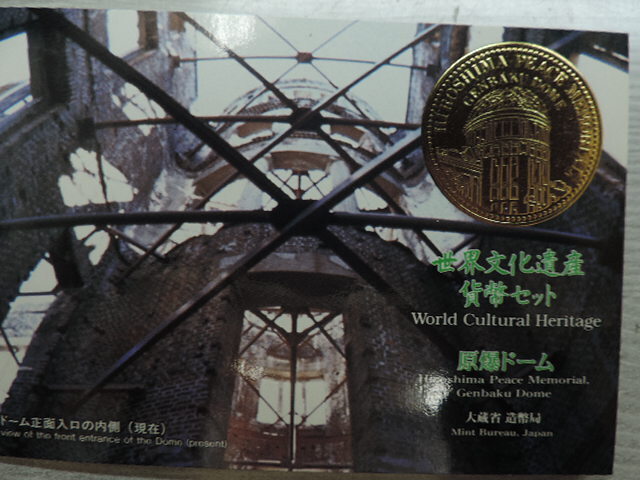 HIROSHIMA PEACE MEMORIAL
GENBAKU DOME
世界文化遺産
貨幣セット
World Cultural Heritage
原爆ドーム
Hiroshima Peace Memorial,
Genbaku Dome
大蔵省 造幣局
Mint Bureau, Japan
ドーム正面入口の内側（現在）
view of the front entrance of the Dome (present)